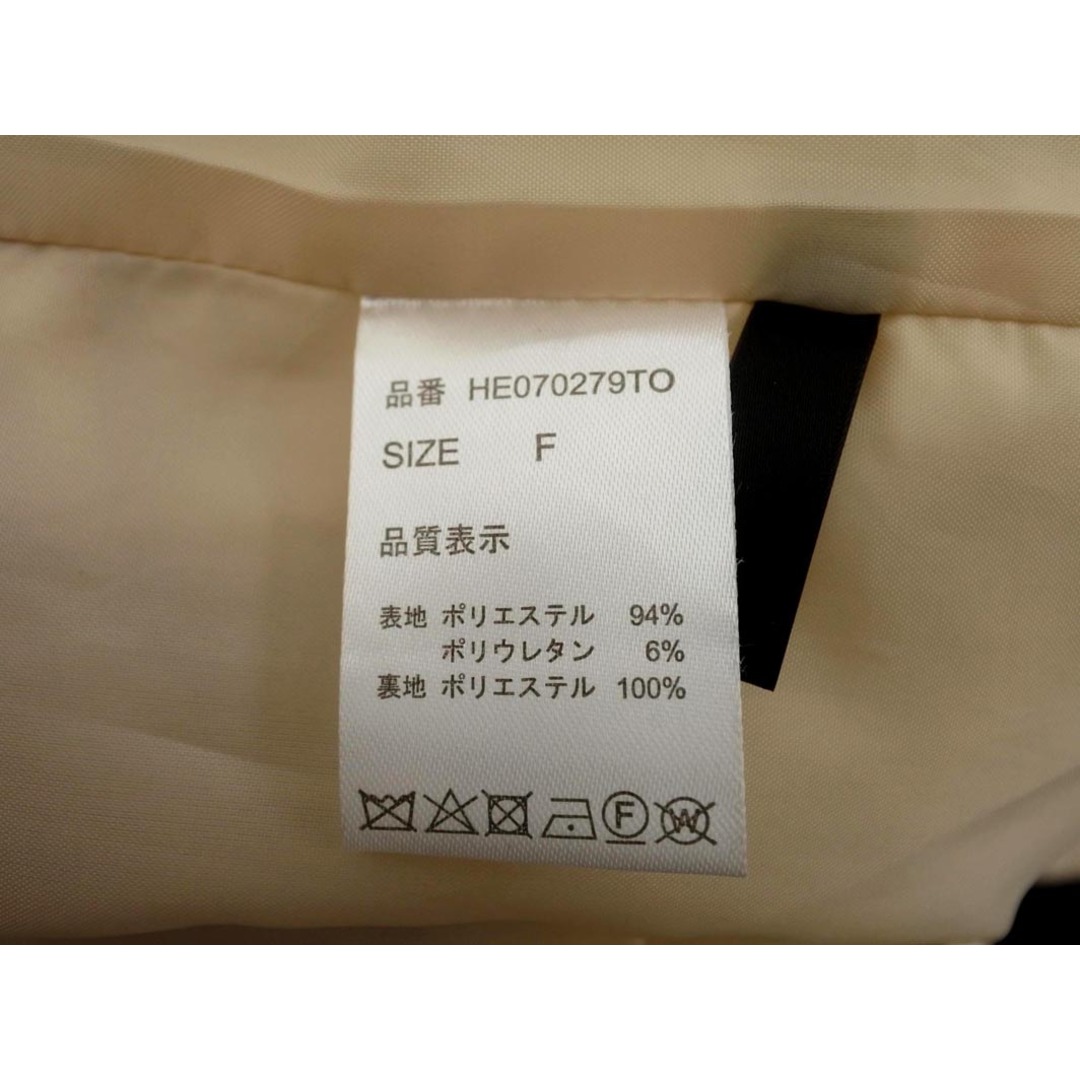 品番 HE070279TO
SIZE F
品質表示
表地 ポリエステル 94%
ポリウレタン 6%
裏地 ポリエステル 100%
F W